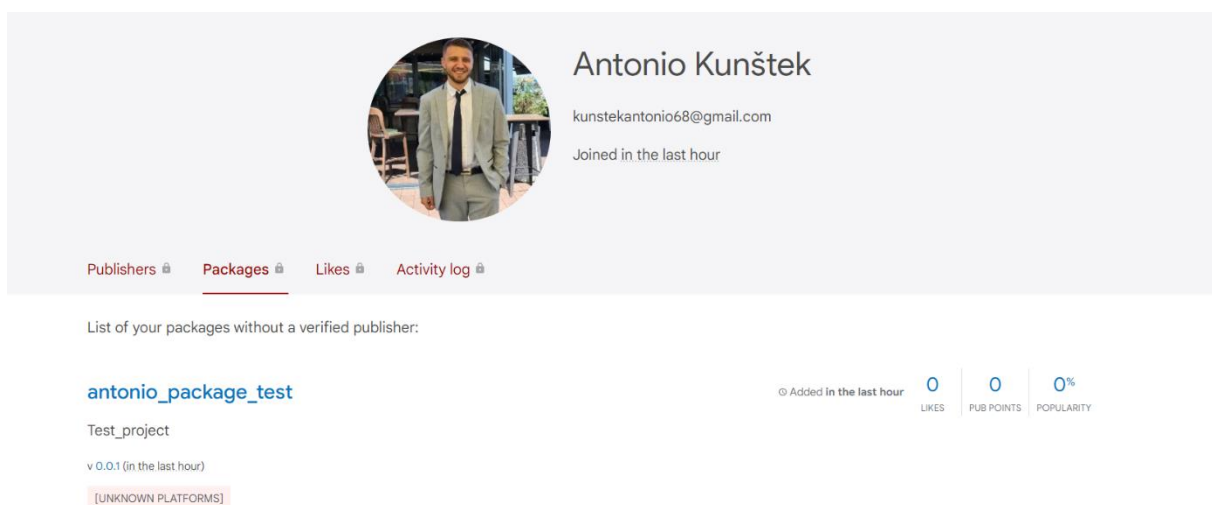 Antonio Kunštek
kunstekantonio68@gmail.com
Joined in the last hour
Publishers Packages Likes Activity log
List of your packages without a verified publisher:
antonio_package_test
Added in the last hour
0 LIKES
0 PUB POINTS
0% POPULARITY
Test_project
v 0.0.1 (in the last hour)
[UNKNOWN PLATFORMS]